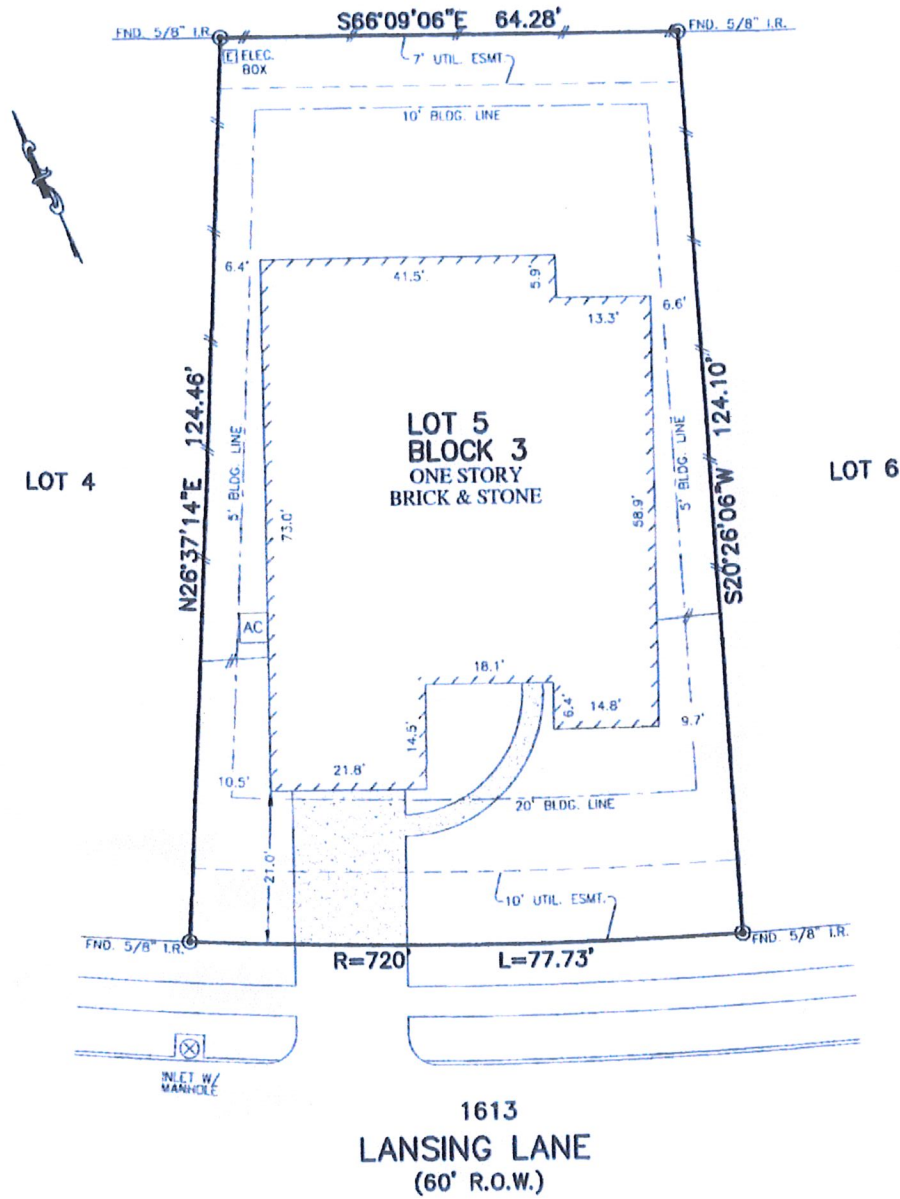 S66°09'06"E 64.28'
FND. 5/8" I.R.
FND. 5/8" I.R.
E ELEC.
BOX
7' UTIL. ESMT.
10' BLDG. LINE
6.4'
41.5'
5.9'
13.3'
6.6'
N26°37'14"E 124.46'
S20°26'06"W 124.10'
LOT 4
LOT 5
BLOCK 3
ONE STORY
BRICK & STONE
LOT 6
5' BLDG. LINE
5' BLDG. LINE
73.0'
58.9'
AC
18.1'
14.5'
6.4'
14.8'
9.7'
10.5'
21.8'
20' BLDG. LINE
21.0'
10' UTIL. ESMT.
FND. 5/8" I.R.
FND. 5/8" I.R.
R=720' L=77.73'
INLET W/
MANHOLE
1613
LANSING LANE
(60' R.O.W.)